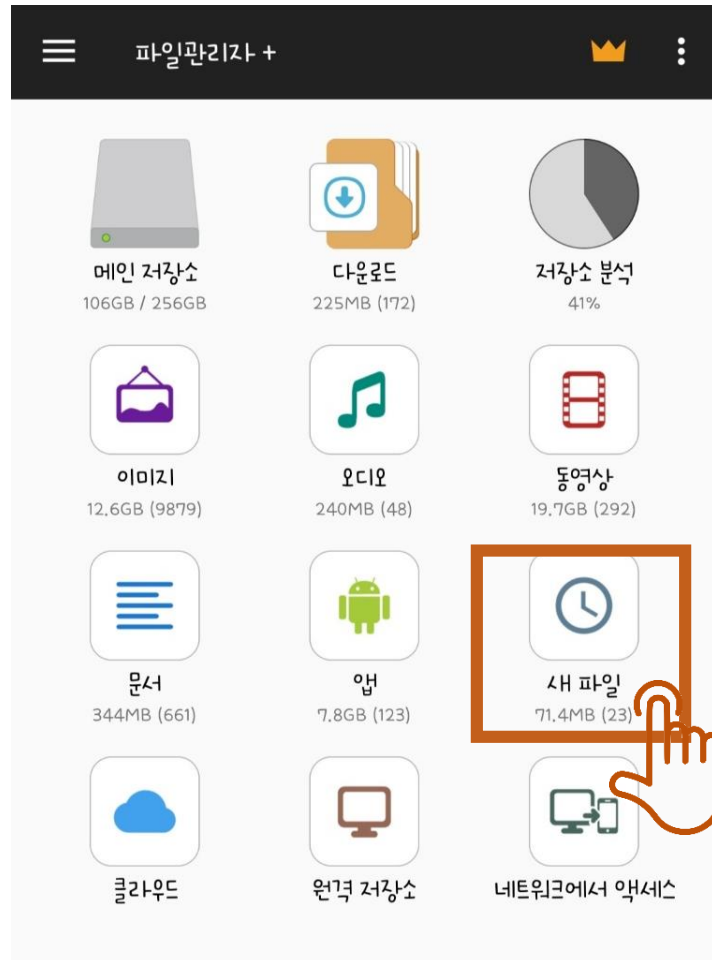 파일관리자 +
메인 저장소
106GB / 256GB
다운로드
225MB (172)
저장소 분석
41%
이미지
12.6GB (9879)
오디오
240MB (48)
동영상
19.7GB (292)
문서
344MB (661)
앱
7.8GB (123)
새 파일
71.4MB (23)
클라우드
원격 저장소
네트워크에서 액세스